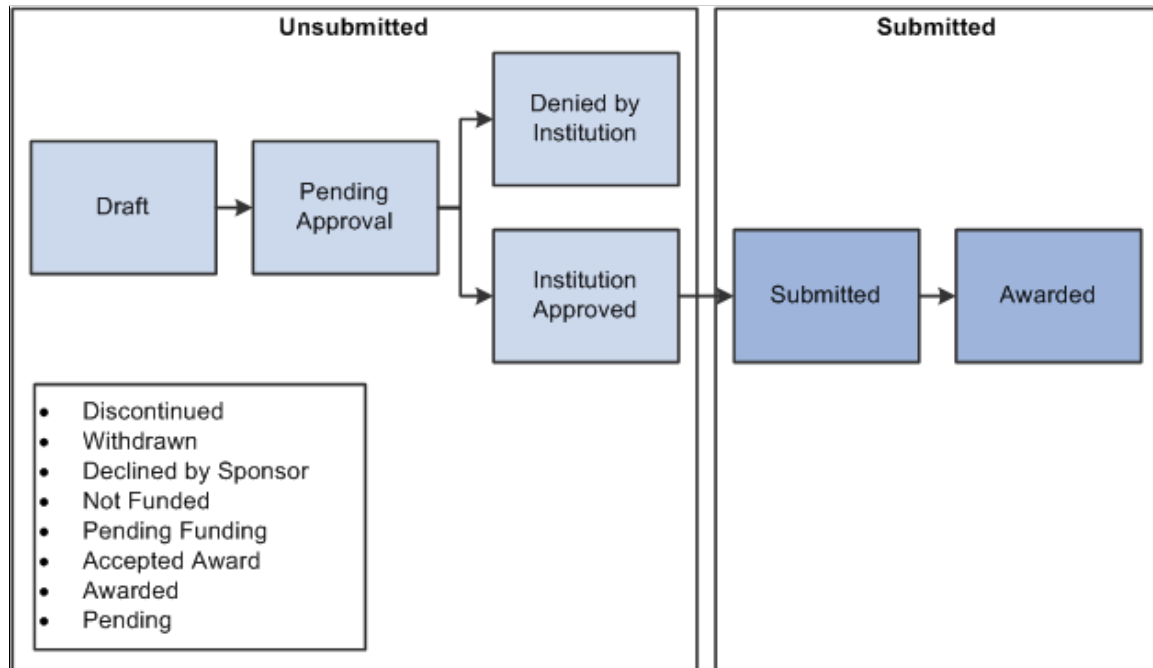 Unsubmitted
Submitted
Draft
Pending
Approval
Denied by
Institution
Institution
Approved
Submitted
Awarded
• Discontinued
• Withdrawn
• Declined by Sponsor
• Not Funded
• Pending Funding
• Accepted Award
• Awarded
• Pending